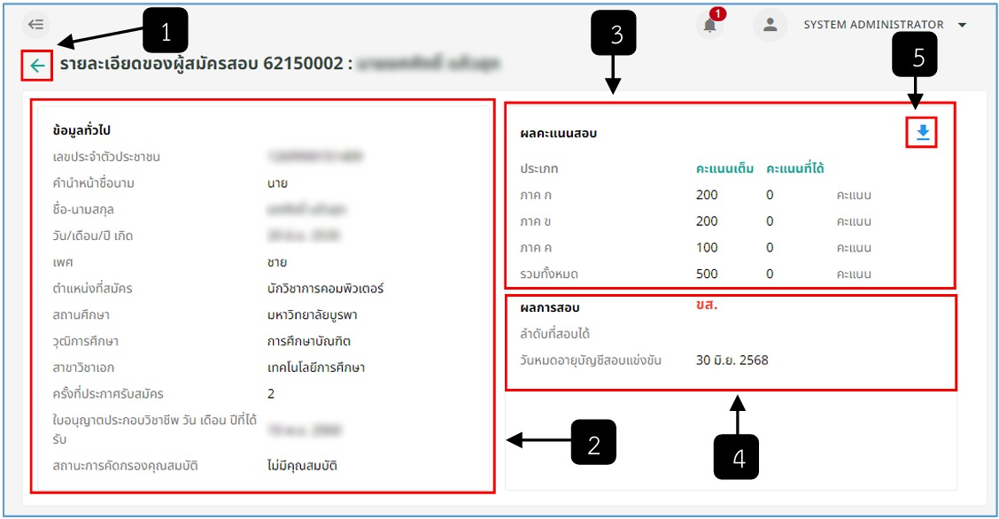 1
SYSTEM ADMINISTRATOR
1
3
5
รายละเอียดของผู้สมัครสอบ 62150002 :
ข้อมูลทั่วไป
เลขประจำตัวประชาชน
คำนำหน้าชื่อนาม นาย
ชื่อ-นามสกุล
วัน/เดือน/ปี เกิด
เพศ ชาย
ตำแหน่งที่สมัคร นักวิชาการคอมพิวเตอร์
สถานศึกษา มหาวิทยาลัยบูรพา
วุฒิการศึกษา การศึกษาบัณฑิต
สาขาวิชาเอก เทคโนโลยีการศึกษา
ครั้งที่ประกาศรับสมัคร 2
ใบอนุญาตประกอบวิชาชีพ วัน เดือน ปีที่ได้
รับ
สถานะการคัดกรองคุณสมบัติ ไม่มีคุณสมบัติ
2
ผลคะแนนสอบ
ประเภท คะแนนเต็ม คะแนนที่ได้
ภาค ก 200 0 คะแนน
ภาค ข 200 0 คะแนน
ภาค ค 100 0 คะแนน
รวมทั้งหมด 500 0 คะแนน
ผลการสอบ ขส.
ลำดับที่สอบได้
วันหมดอายุบัญชีสอบแข่งขัน 30 มิ.ย. 2568
4